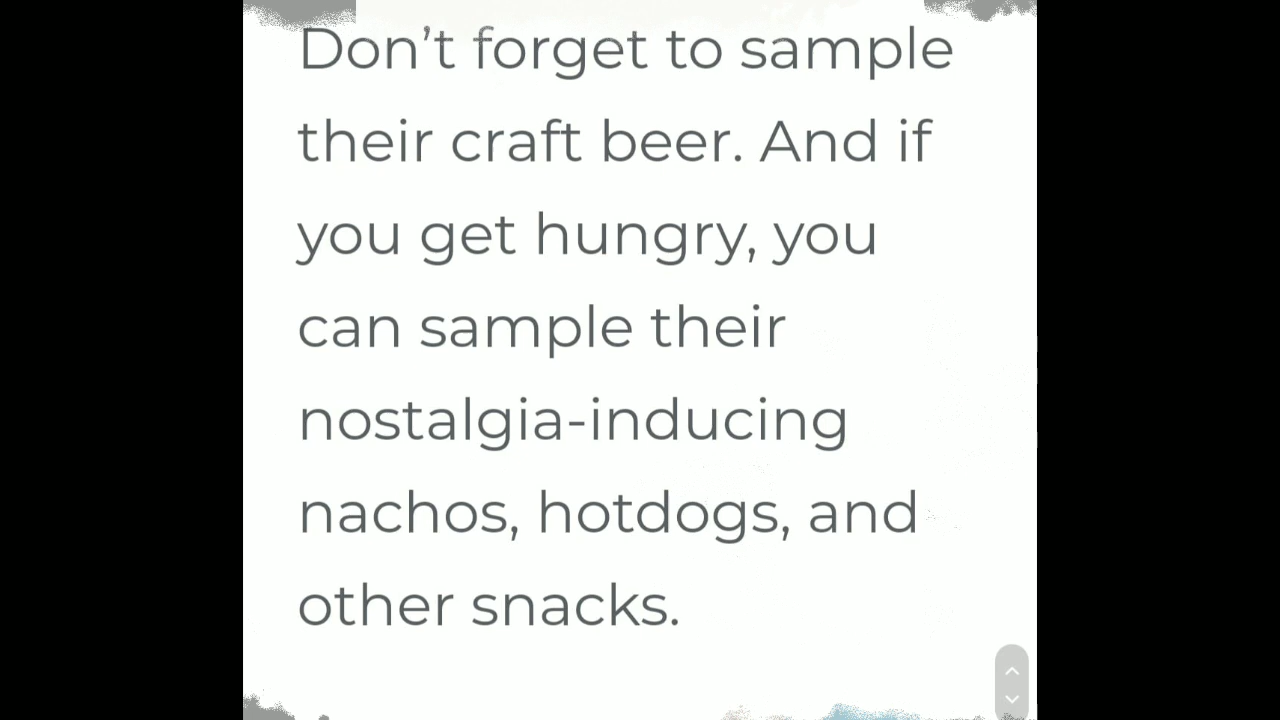 Don’t forget to sample
their craft beer. And if
you get hungry, you
can sample their
nostalgia-inducing
nachos, hotdogs, and
other snacks.